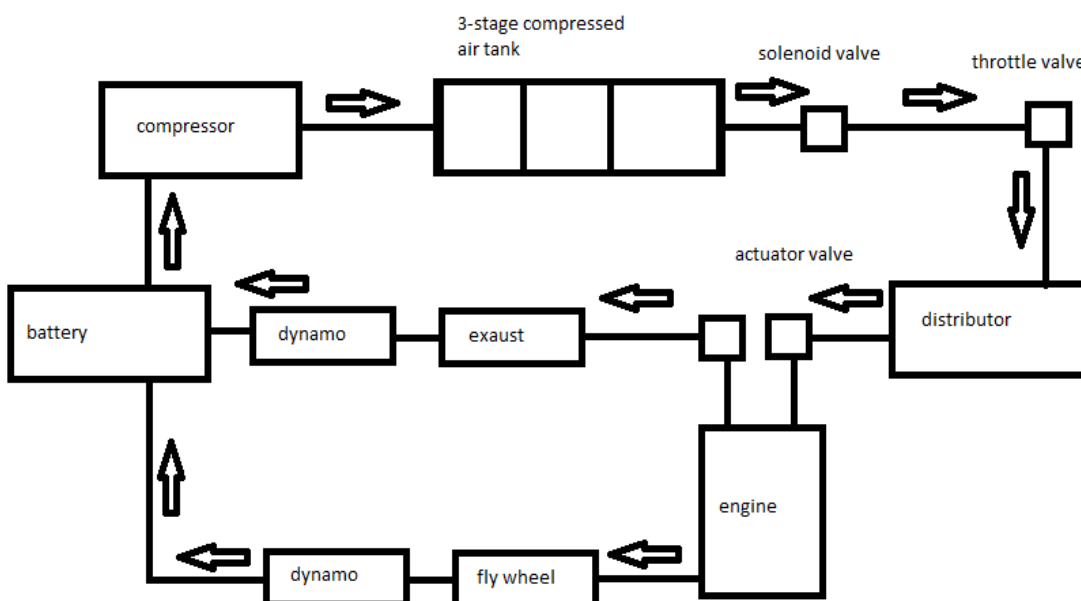 3-stage compressed
air tank
solenoid valve
throttle valve
compressor
actuator valve
battery
dynamo
exaust
distributor
engine
dynamo
fly wheel